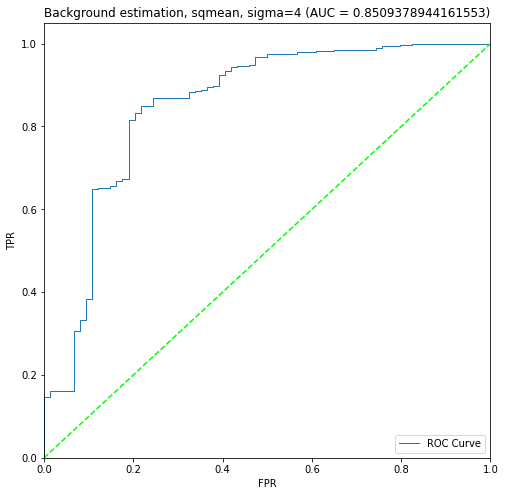 Background estimation, sqmean, sigma=4 (AUC = 0.8509378944161553)
1.0
0.8
0.6
TPR
0.4
0.2
0.0
ROC Curve
0.0 0.2 0.4 0.6 0.8 1.0
FPR